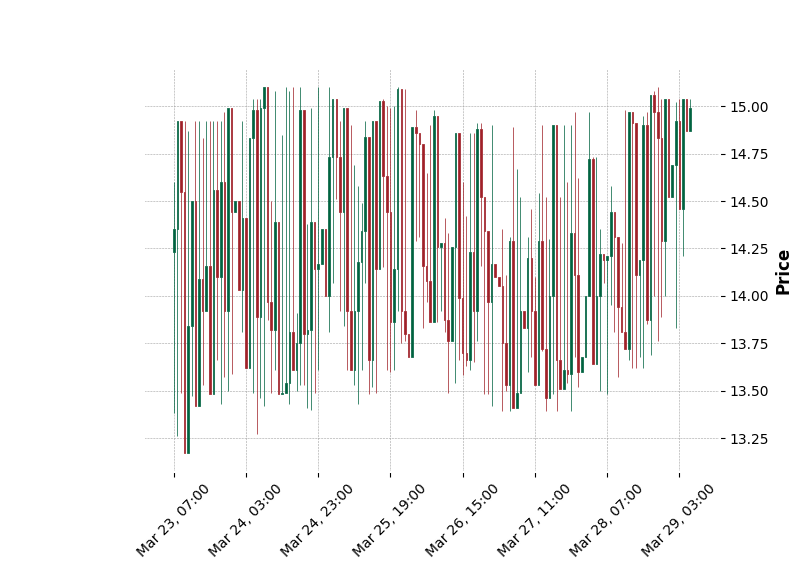 15.00
14.75
14.50
14.25
14.00
13.75
13.50
13.25
Price
Mar 23, 07:00
Mar 24, 03:00
Mar 24, 23:00
Mar 25, 19:00
Mar 26, 15:00
Mar 27, 11:00
Mar 28, 07:00
Mar 29, 03:00